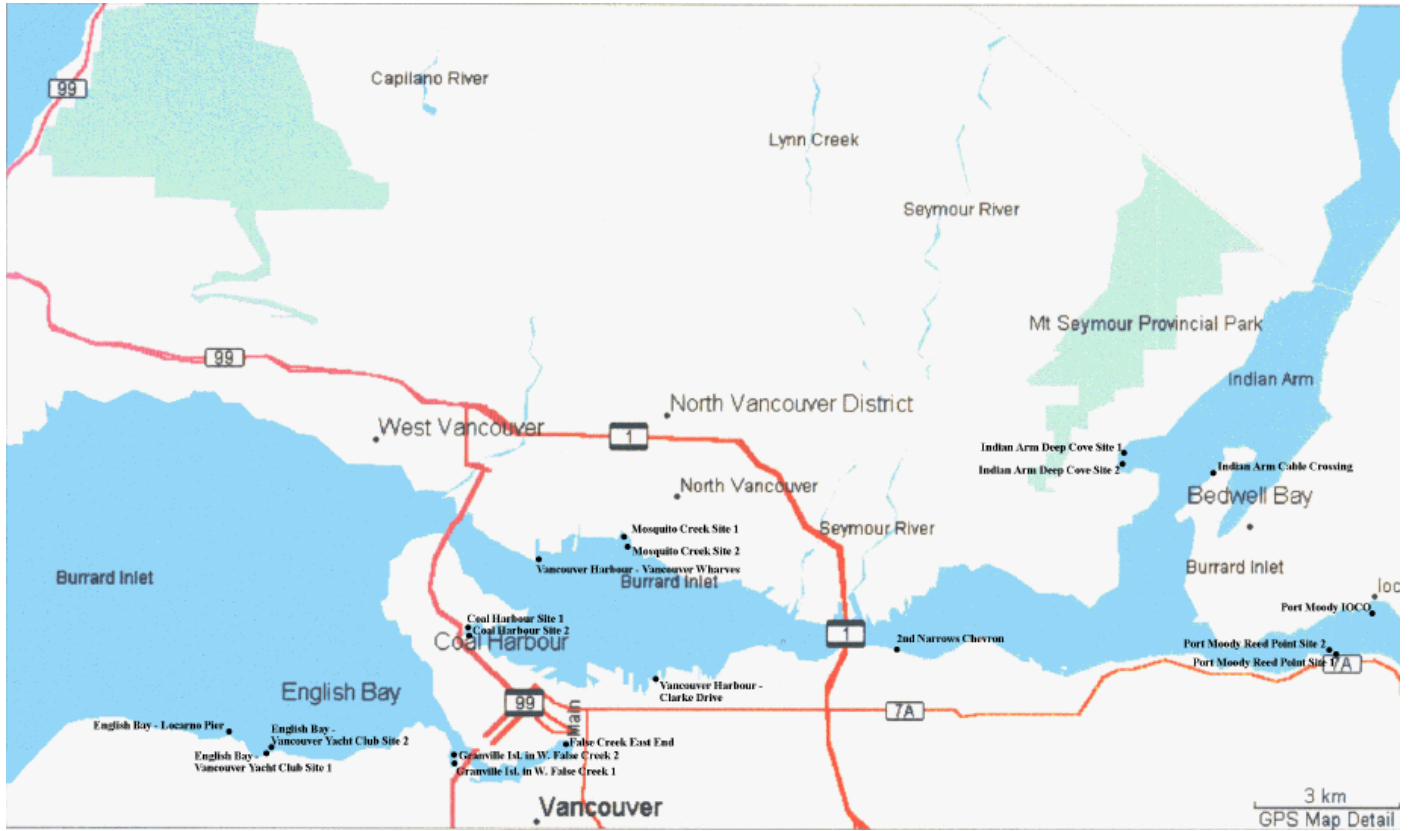 99
Capilano River
Lynn Creek
Seymour River
Mt Seymour Provincial Park
99
Indian Arm
North Vancouver District
West Vancouver
1
Indian Arm Deep Cove Site 1
Indian Arm Deep Cove Site 2
Indian Arm Cable Crossing
North Vancouver
Bedwell Bay
Mosquito Creek Site 1
Seymour River
Mosquito Creek Site 2
Vancouver Harbour - Vancouver Wharves
Burrard Inlet
Burrard Inlet
Burrard Inlet
Ioc
Port Moody IOCO
Coal Harbour Site 1
Coal Harbour Site 2
Coal Harbour
1
2nd Narrows Chevron
Port Moody Reed Point Site 2
Port Moody Reed Point Site 1
7A
Vancouver Harbour -
Clarke Drive
English Bay
99
7A
Main
English Bay - Locarno Pier
English Bay -
Vancouver Yacht Club Site 2
English Bay -
Vancouver Yacht Club Site 1
False Creek East End
Granville Isl. in W. False Creek 2
Granville Isl. in W. False Creek 1
Vancouver
3 km
GPS Map Detail